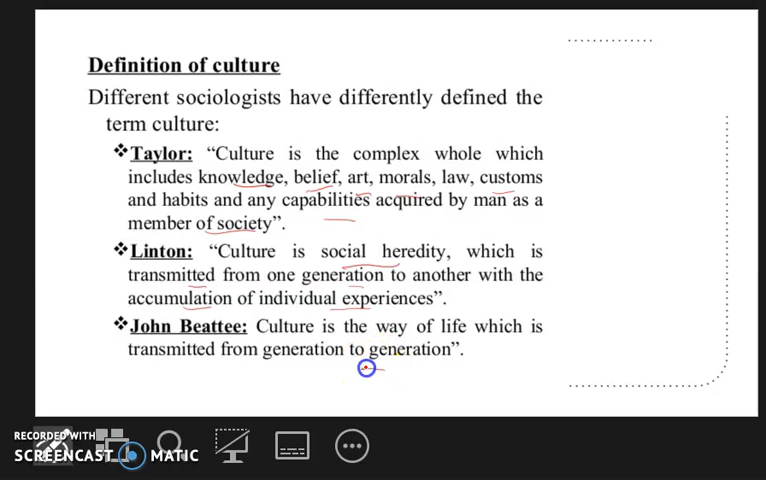 Definition of culture
Different sociologists have differently defined the
term culture:
❖Taylor: “Culture is the complex whole which
includes knowledge, belief, art, morals, law, customs
and habits and any capabilities acquired by man as a
member of society”.
❖Linton: “Culture is social heredity, which is
transmitted from one generation to another with the
accumulation of individual experiences”.
❖John Beattee: Culture is the way of life which is
transmitted from generation to generation”.
RECORDED WITH
SCREENCAST MATIC